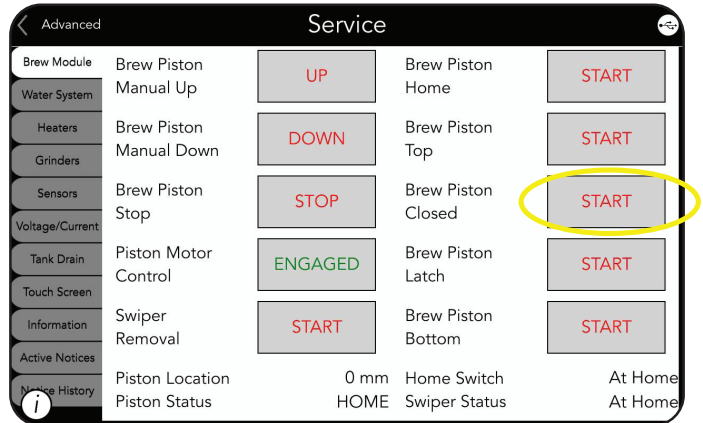 Advanced
Service
Brew Module
Water System
Heaters
Grinders
Sensors
Voltage/Current
Tank Drain
Touch Screen
Information
Active Notices
Notice History
i
Brew Piston
Manual Up
UP
Brew Piston
Home
START
Brew Piston
Manual Down
DOWN
Brew Piston
Top
START
Brew Piston
Stop
STOP
Brew Piston
Closed
START
Piston Motor
Control
ENGAGED
Brew Piston
Latch
START
Swiper
Removal
START
Brew Piston
Bottom
START
Piston Location 0 mm
Home Switch At Home
Piston Status HOME
Swiper Status At Home